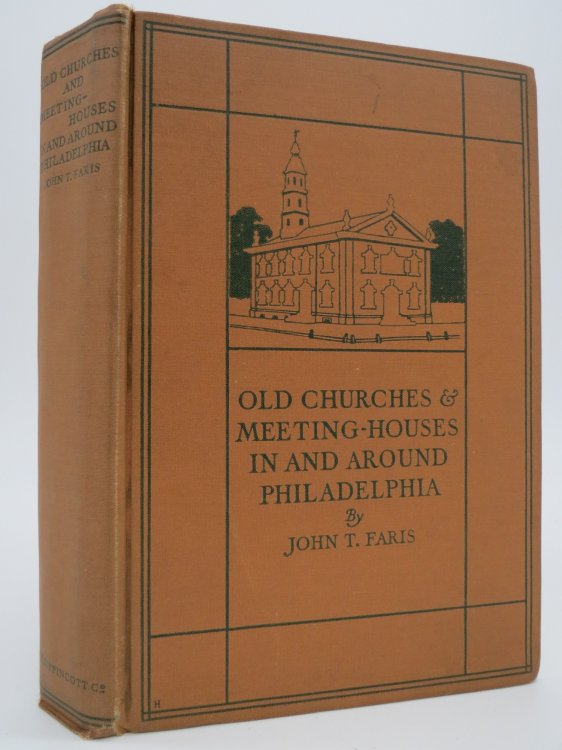 OLD CHURCHES
AND
MEETING-
HOUSES
IN AND AROUND
PHILADELPHIA
JOHN T. FARIS
LIPPINCOTT Co
OLD CHURCHES &
MEETING-HOUSES
IN AND AROUND
PHILADELPHIA
By
JOHN T. FARIS
H